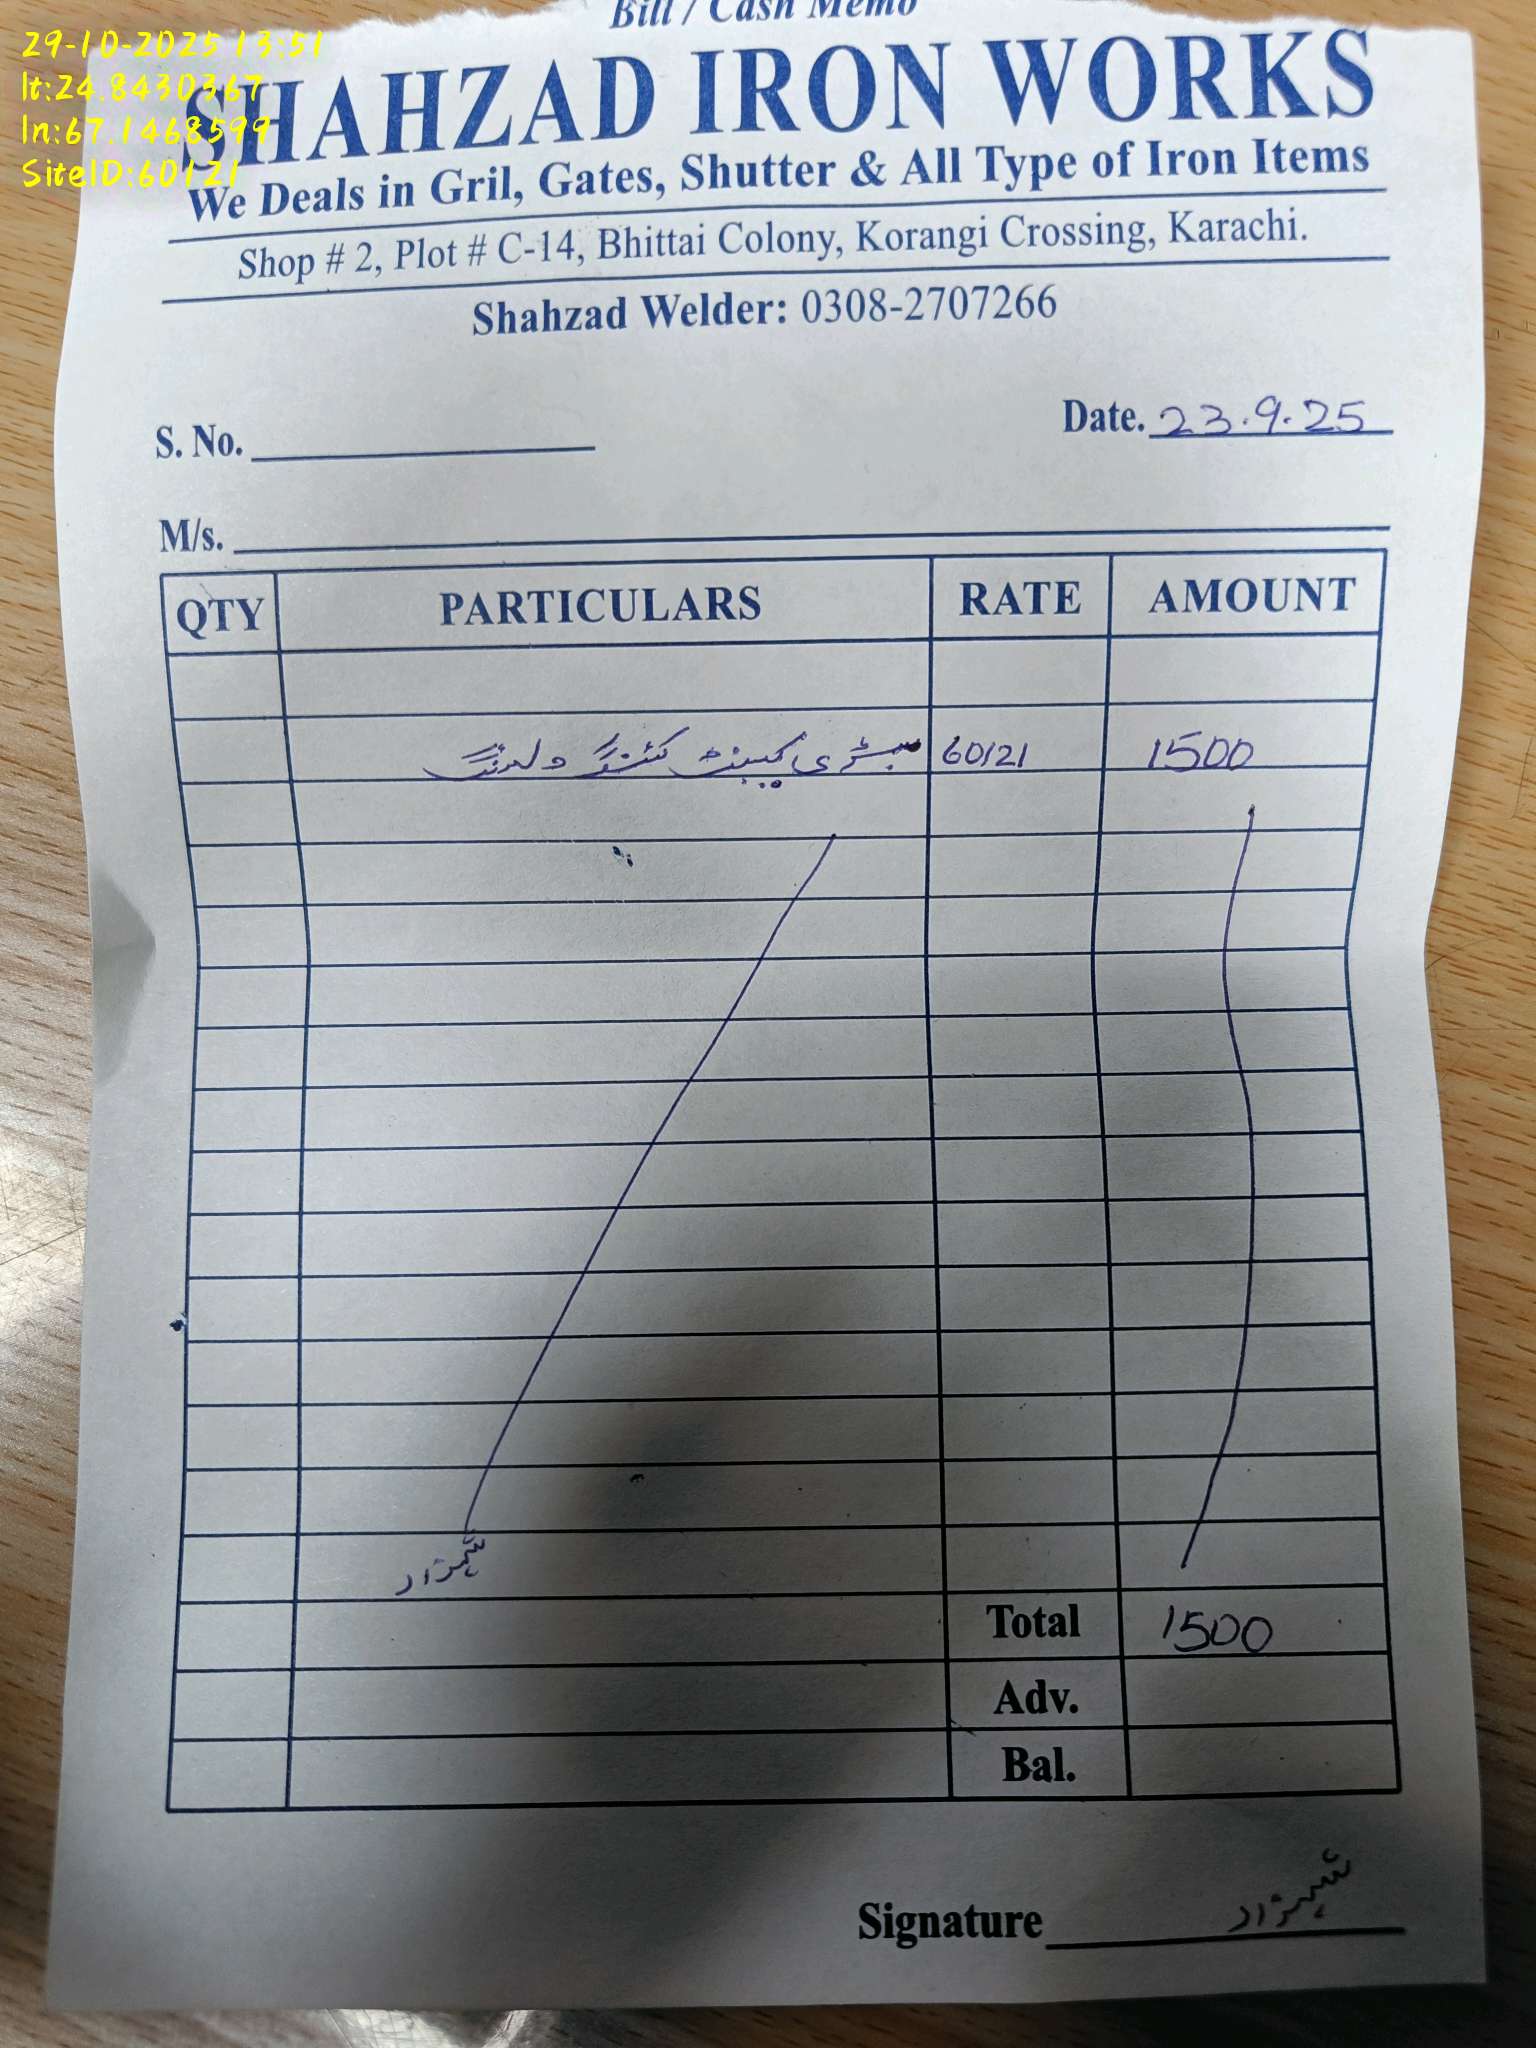 Bill / Cash Memo
29-10-2025 13:51
lt:24.8430367
ln:67.1468599
SiteID:60121
SHAHZAD IRON WORKS
We Deals in Gril, Gates, Shutter & All Type of Iron Items
Shop # 2, Plot # C-14, Bhittai Colony, Korangi Crossing, Karachi.
Shahzad Welder: 0308-2707266
S. No.
Date. 23.9.25
M/s.
QTY PARTICULARS RATE AMOUNT
بیٹری کیبنٹ کٹنگ ولڈنگ 60121 1500
شہزاد
Total 1500
Adv.
Bal.
Signature شہزاد